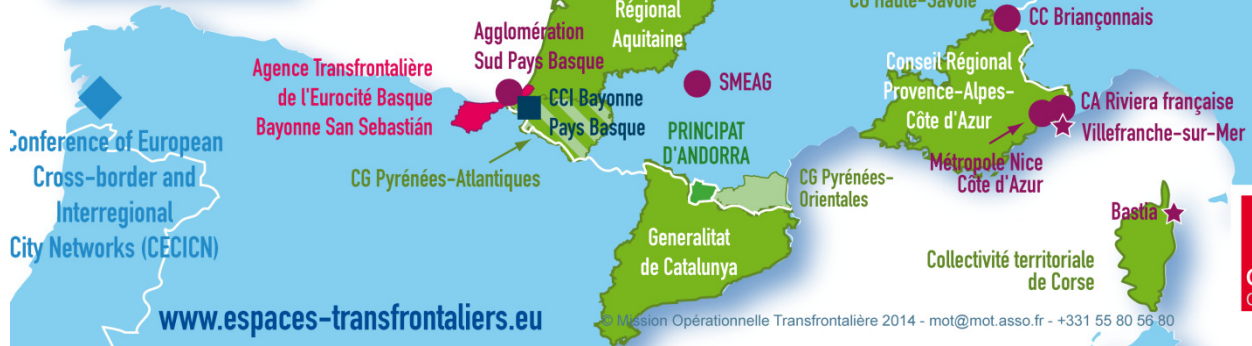 Régional
Aquitaine
CG Haute-Savoie
CC Briançonnais
Agglomération
Sud Pays Basque
Agence Transfrontalière
de l'Eurocité Basque
Bayonne San Sebastián
CCI Bayonne
Pays Basque
SMEAG
Conseil Régional
Provence-Alpes-
Côte d'Azur
CA Riviera française
Villefranche-sur-Mer
Métropole Nice
Côte d'Azur
Conference of European
Cross-border and
Interregional
City Networks (CECICN)
CG Pyrénées-Atlantiques
PRINCIPAT
D'ANDORRA
CG Pyrénées-
Orientales
Bastia
Generalitat
de Catalunya
Collectivité territoriale
de Corse
www.espaces-transfrontaliers.eu
© Mission Opérationnelle Transfrontalière 2014 - mot@mot.asso.fr - +331 55 80 56 80